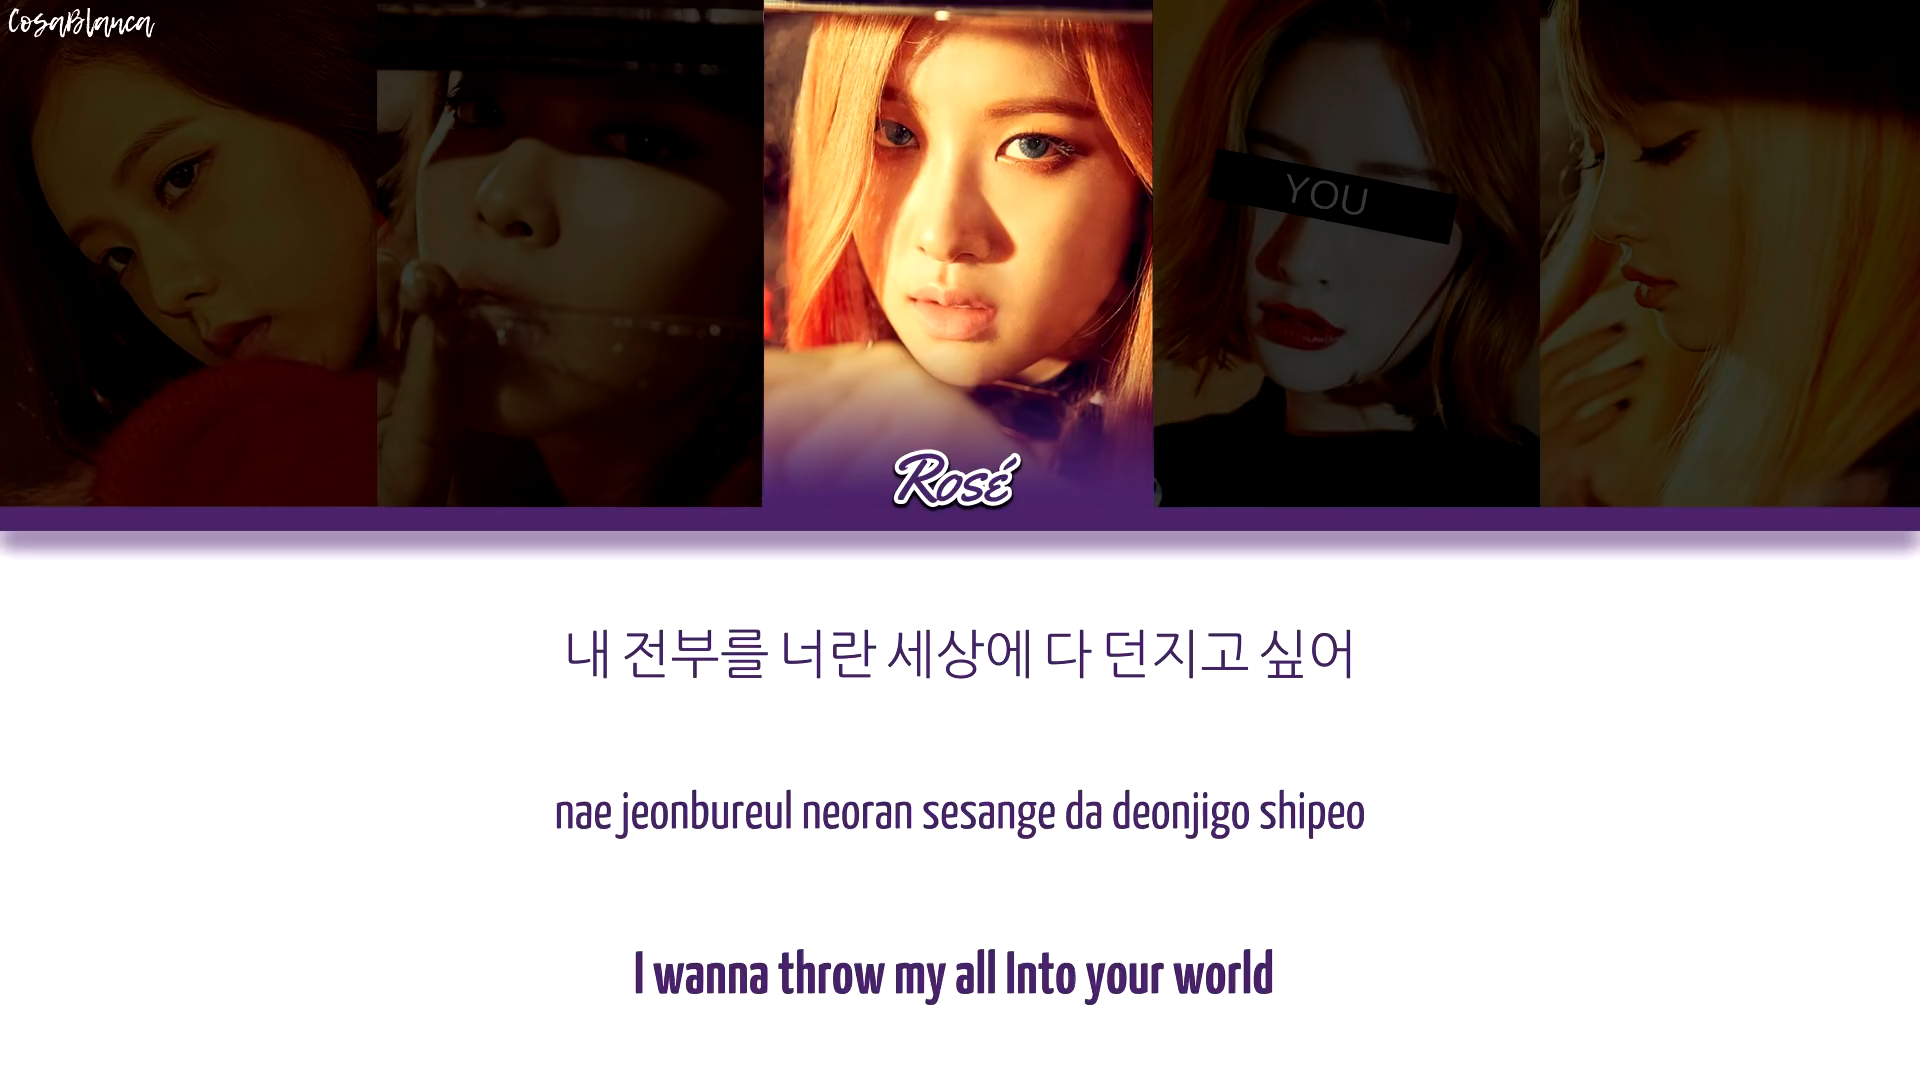 CosaBlanca
YOU
Rosé
내 전부를 너란 세상에 다 던지고 싶어
nae jeonbureul neoran sesange da deonjigo shipeo
I wanna throw my all Into your world